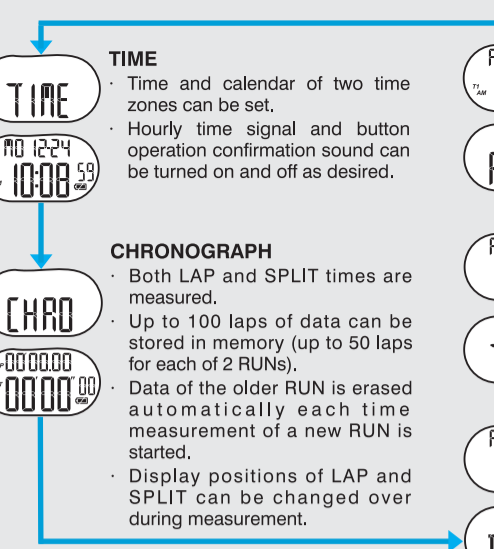 TIME
· Time and calendar of two time
zones can be set.
· Hourly time signal and button
operation confirmation sound can
be turned on and off as desired.
TIME
MO 12-24
10:08 59
CHRONOGRAPH
· Both LAP and SPLIT times are
measured.
· Up to 100 laps of data can be
stored in memory (up to 50 laps
for each of 2 RUNs).
· Data of the older RUN is erased
automatically each time
measurement of a new RUN is
started.
· Display positions of LAP and
SPLIT can be changed over
during measurement.
CHRO
0000.00
00'00"00
T1
AM